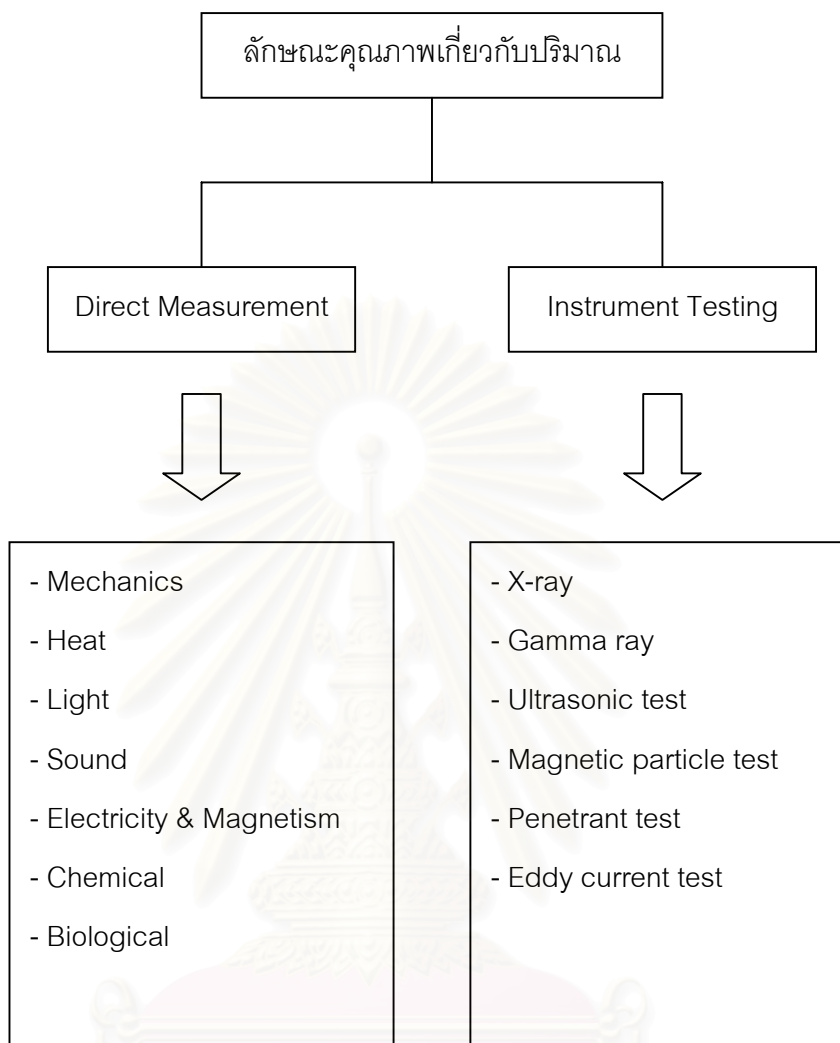 ลักษณะคุณภาพเกี่ยวกับปริมาณ
Direct Measurement
Instrument Testing
- Mechanics
- Heat
- Light
- Sound
- Electricity & Magnetism
- Chemical
- Biological
- X-ray
- Gamma ray
- Ultrasonic test
- Magnetic particle test
- Penetrant test
- Eddy current test